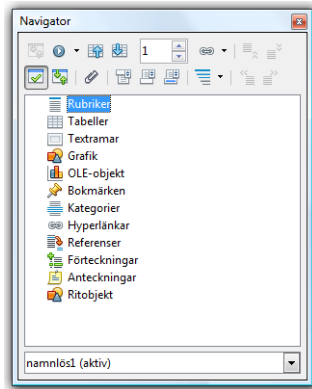 Navigator
1
Rubriker
Tabeller
Textramar
Grafik
OLE-objekt
Bokmärken
Kategorier
Hyperlänkar
Referenser
Förteckningar
Anteckningar
Ritobjekt
namnlös1 (aktiv)